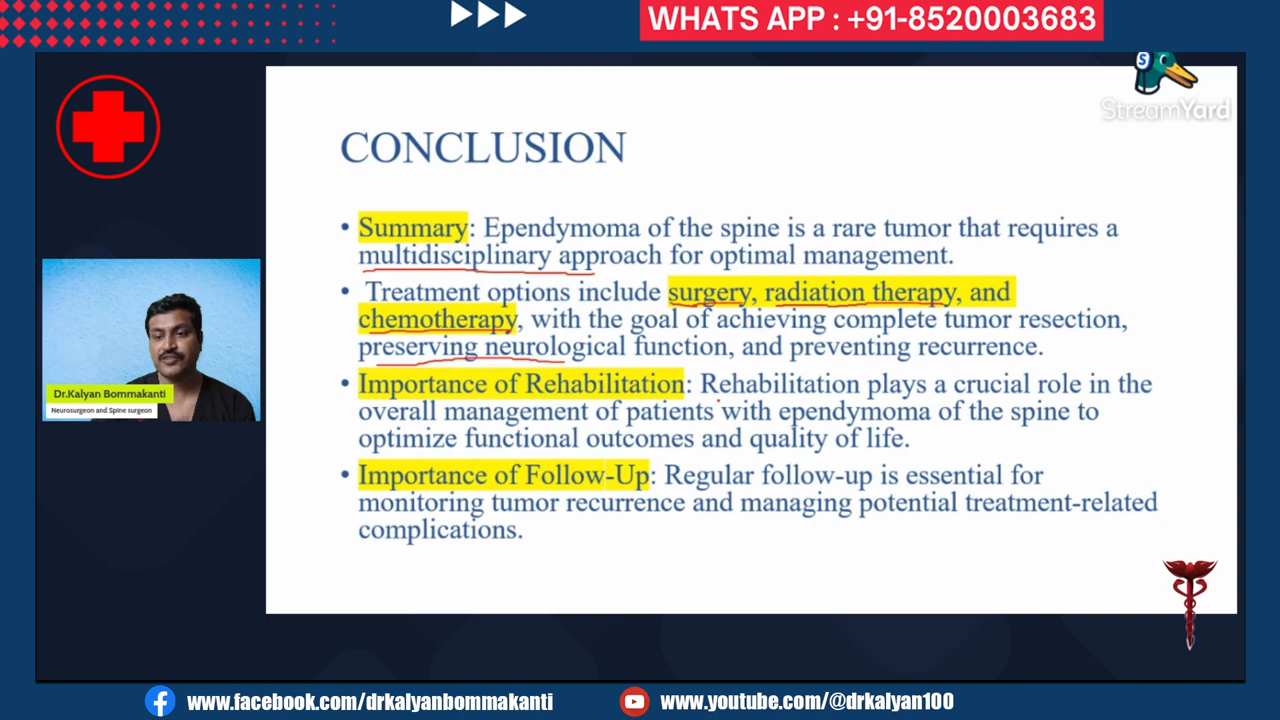 WHATS APP : +91-8520003683
S
StreamYard
CONCLUSION
• Summary: Ependymoma of the spine is a rare tumor that requires a
multidisciplinary approach for optimal management.
• Treatment options include surgery, radiation therapy, and
chemotherapy, with the goal of achieving complete tumor resection,
preserving neurological function, and preventing recurrence.
• Importance of Rehabilitation: Rehabilitation plays a crucial role in the
overall management of patients with ependymoma of the spine to
optimize functional outcomes and quality of life.
• Importance of Follow-Up: Regular follow-up is essential for
monitoring tumor recurrence and managing potential treatment-related
complications.
Dr.Kalyan Bommakanti
Neurosurgeon and Spine surgeon
www.facebook.com/drkalyanbommakanti
www.youtube.com/@drkalyan100